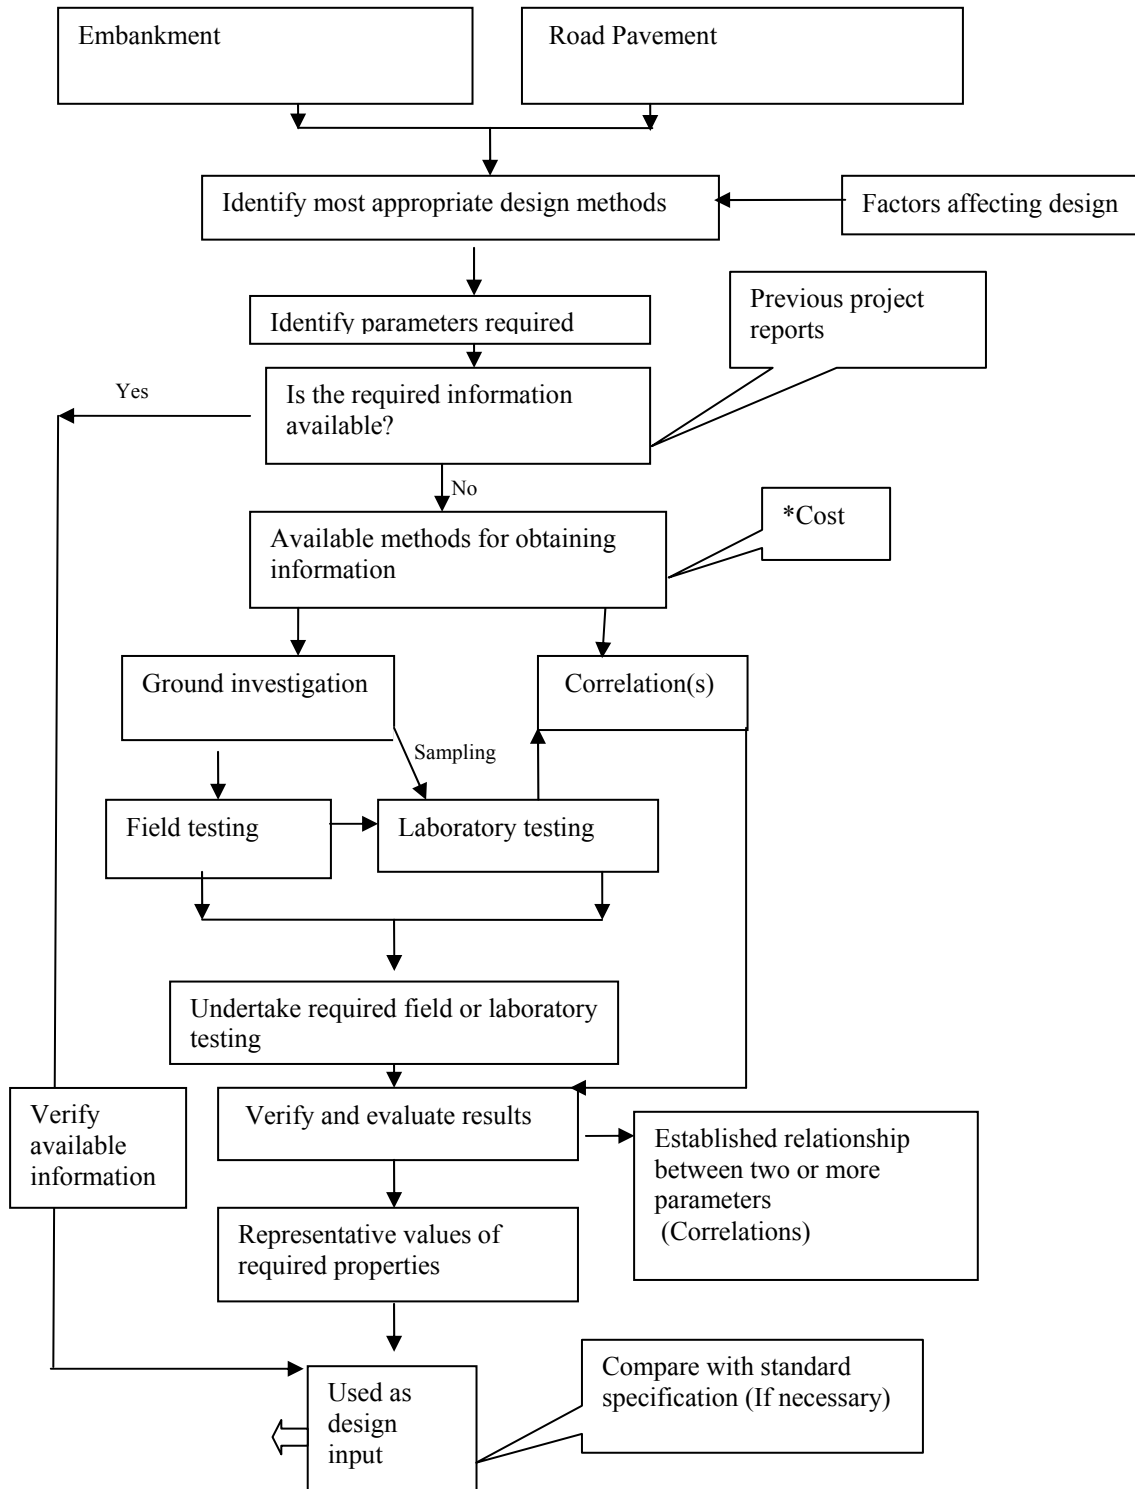 Embankment
Road Pavement
Identify most appropriate design methods
Factors affecting design
Identify parameters required
Previous project
reports
Yes
Is the required information
available?
No
*Cost
Available methods for obtaining
information
Ground investigation
Correlation(s)
Sampling
Field testing
Laboratory testing
Undertake required field or laboratory
testing
Verify
available
information
Verify and evaluate results
Established relationship
between two or more
parameters
(Correlations)
Representative values of
required properties
Compare with standard
specification (If necessary)
Used as
design
input